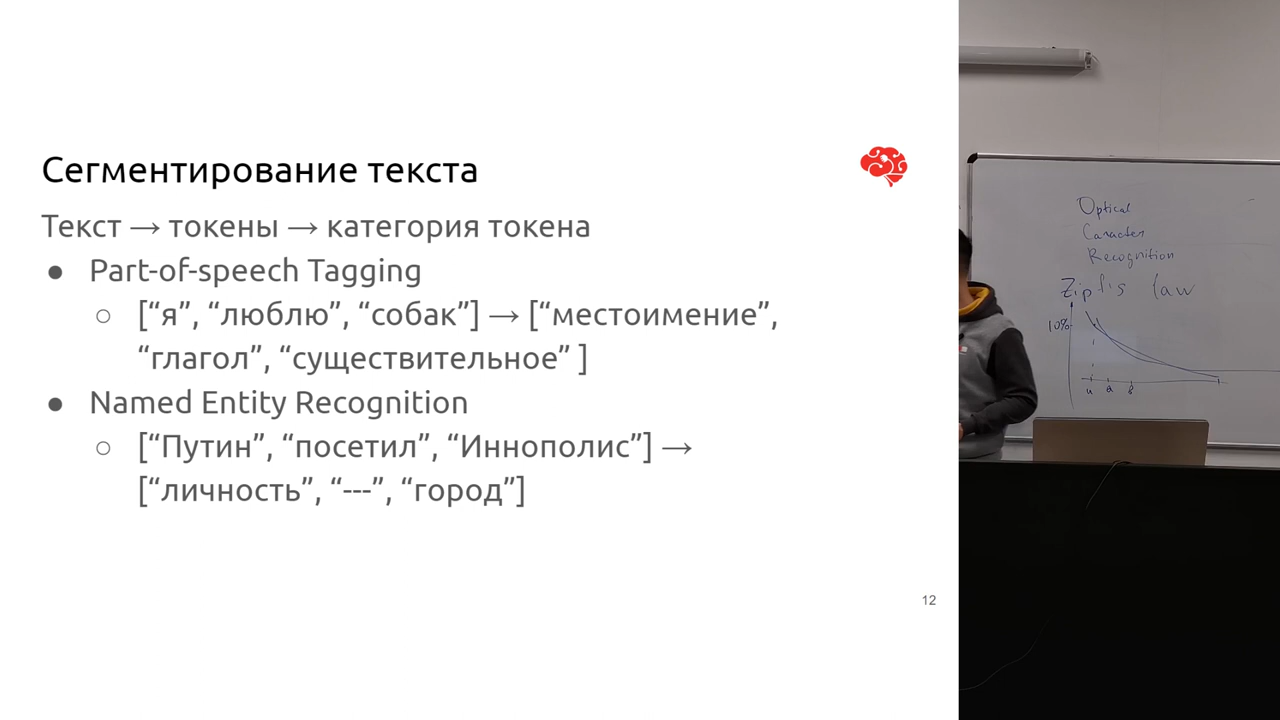 Сегментирование текста
Текст → токены → категория токена
● Part-of-speech Tagging
○ [“я”, “люблю”, “собак”] → [“местоимение”,
“глагол”, “существительное” ]
● Named Entity Recognition
○ [“Путин”, “посетил”, “Иннополис”] →
[“личность”, “---”, “город”]
12
Optical
Caracter
Recognition
Zipfis law
10%
и а в